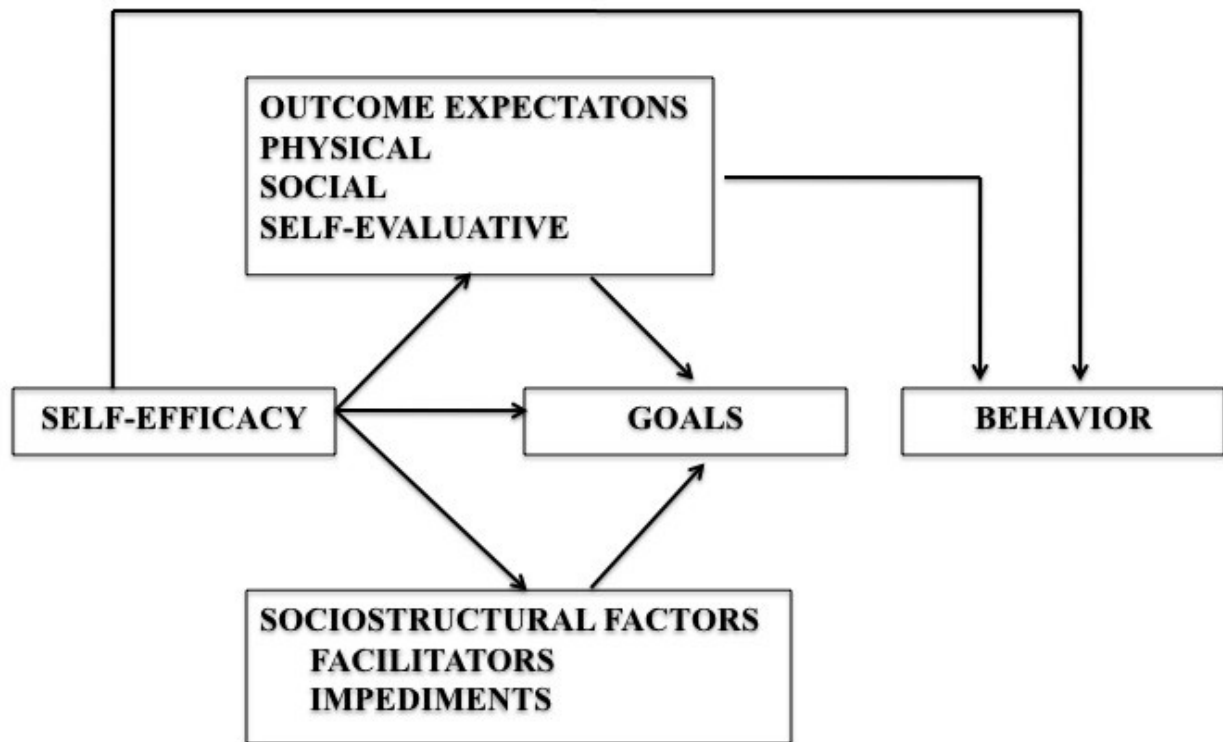 OUTCOME EXPECTATONS
PHYSICAL
SOCIAL
SELF-EVALUATIVE
SELF-EFFICACY
GOALS
BEHAVIOR
SOCIOSTRUCTURAL FACTORS
FACILITATORS
IMPEDIMENTS